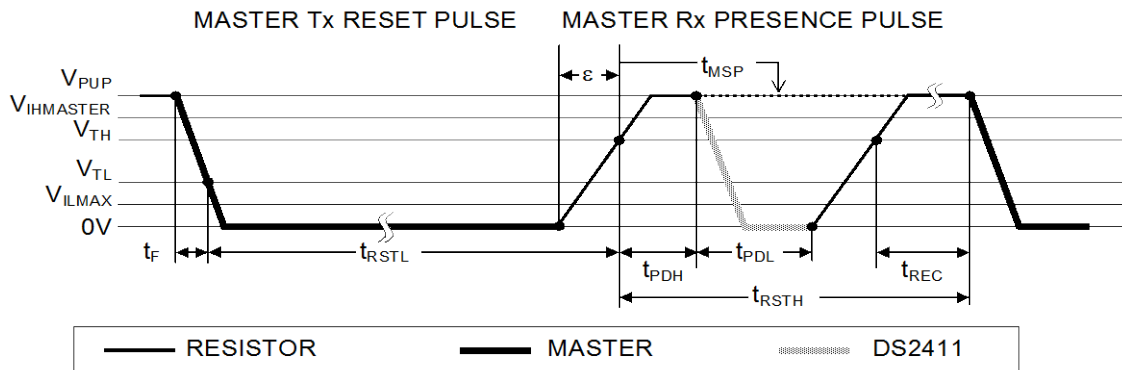 MASTER Tx RESET PULSE MASTER Rx PRESENCE PULSE
ε tMSP
VPUP
VIHMASTER
VTH
VTL
VILMAX
0V
tF tRSTL tPDH tPDL tREC
tRSTH
RESISTOR MASTER DS2411